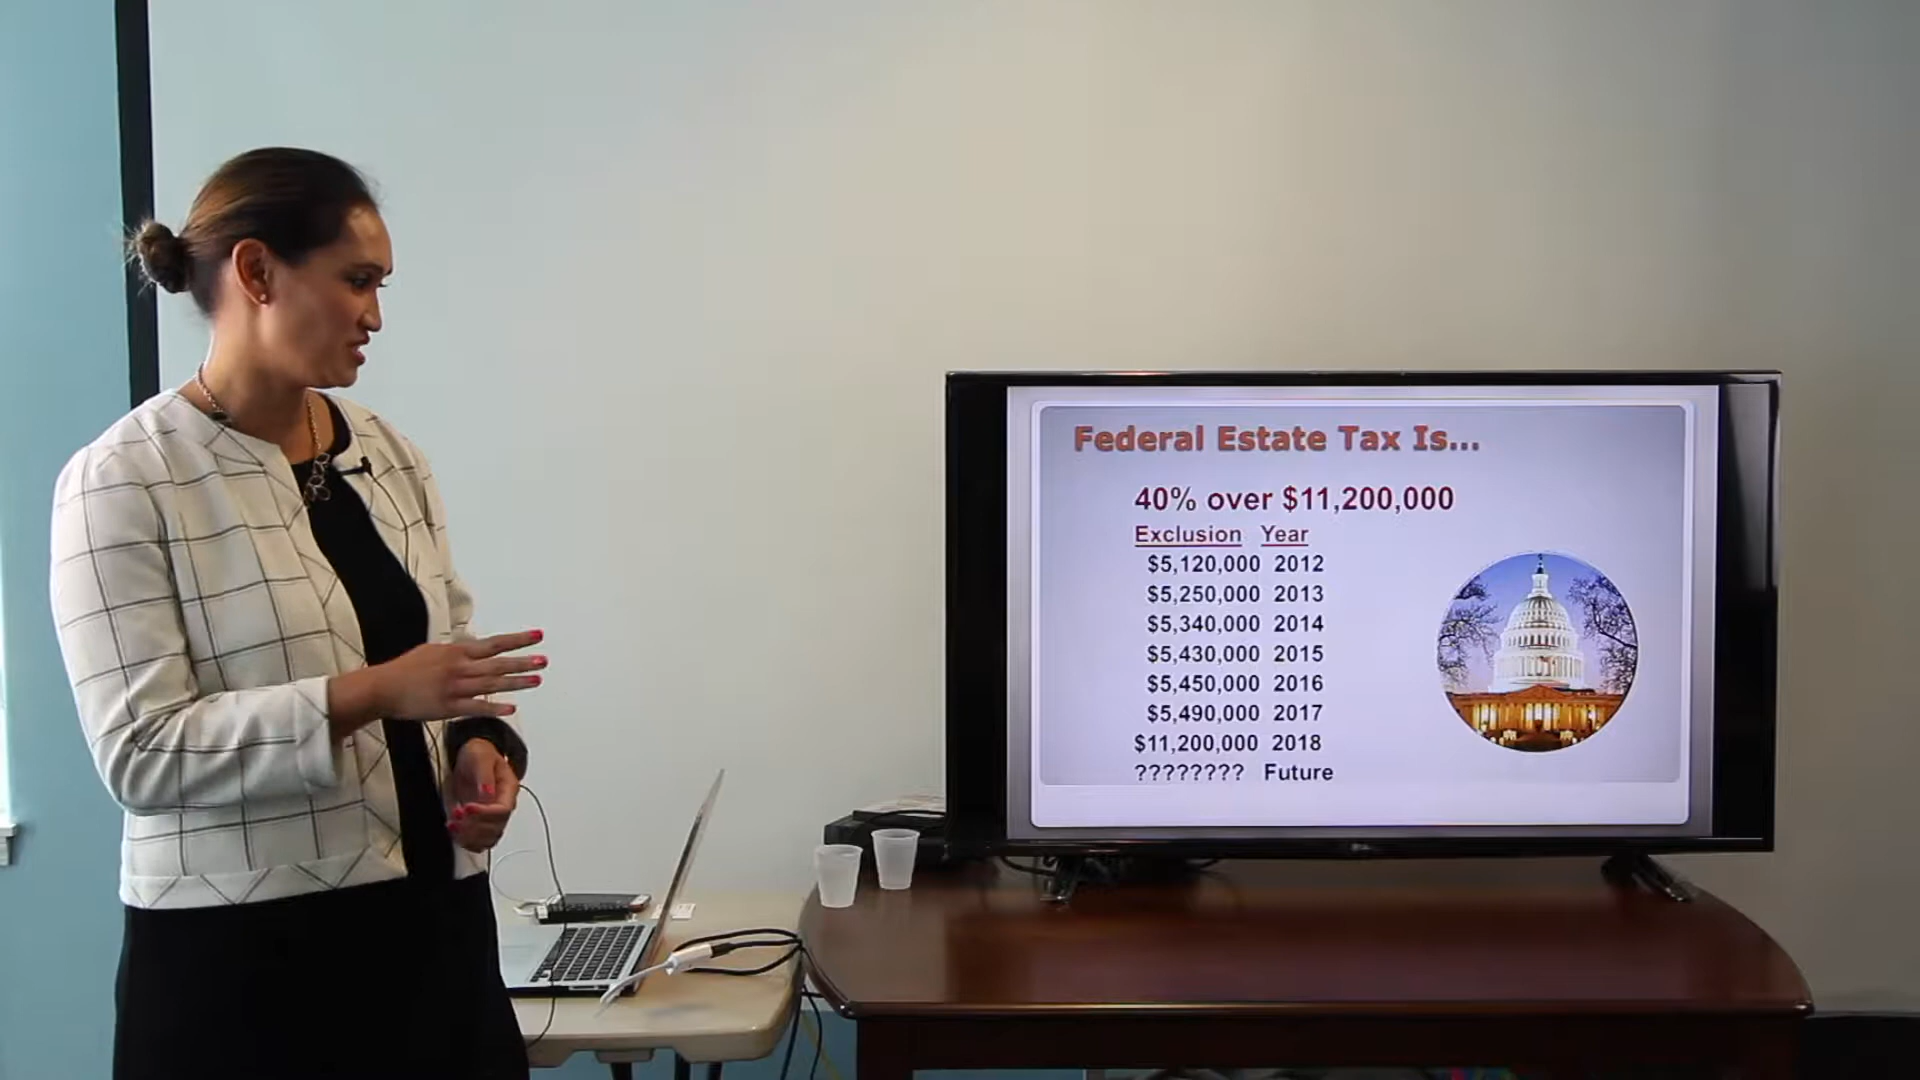 Federal Estate Tax Is...
40% over $11,200,000
Exclusion Year
$5,120,000 2012
$5,250,000 2013
$5,340,000 2014
$5,430,000 2015
$5,450,000 2016
$5,490,000 2017
$11,200,000 2018
???????? Future